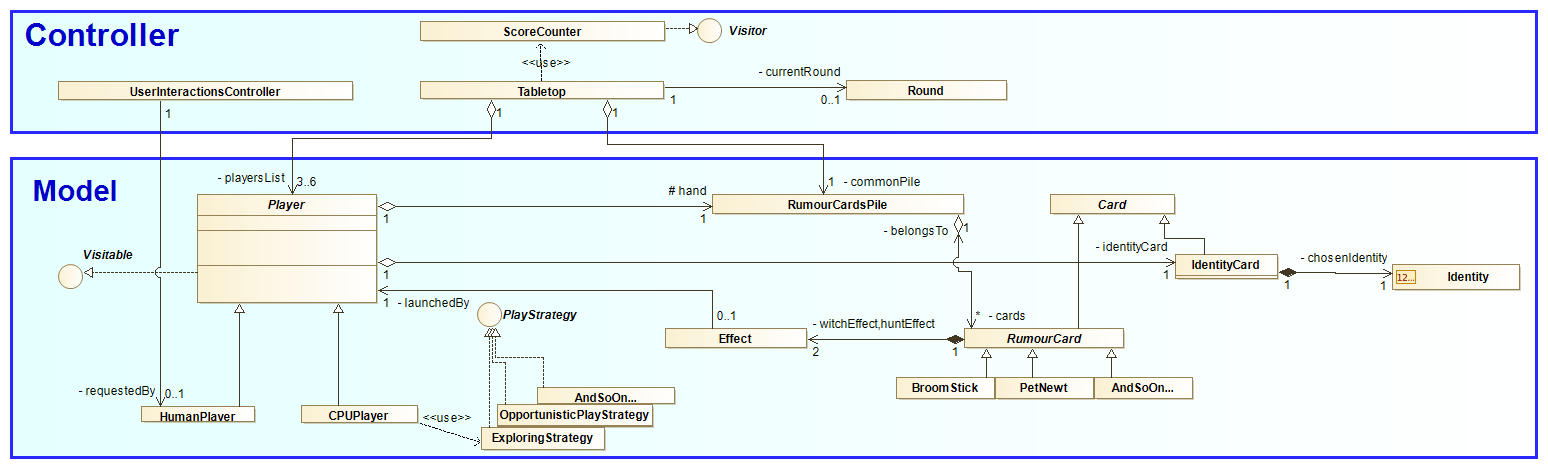 Controller
ScoreCounter
Visitor
<<use>>
- currentRound
UserInteractionsController
Tabletop
Round
1
1
0..1
1
1
Model
- playersList
3..6
1
- commonPile
Player
# hand
RumourCardsPile
Card
1
1
- belongsTo
1
Visitable
- identityCard
IdentityCard
- chosenIdentity
1
1
1
1
12...
Identity
1
- launchedBy
0..1
PlayStrategy
*
- cards
- witchEffect,huntEffect
Effect
2
1
RumourCard
BroomStick
PetNewt
AndSoOn...
- requestedBy
0..1
AndSoOn...
HumanPlayer
CPUPlayer
<<use>>
OpportunisticPlayStrategy
ExploringStrategy